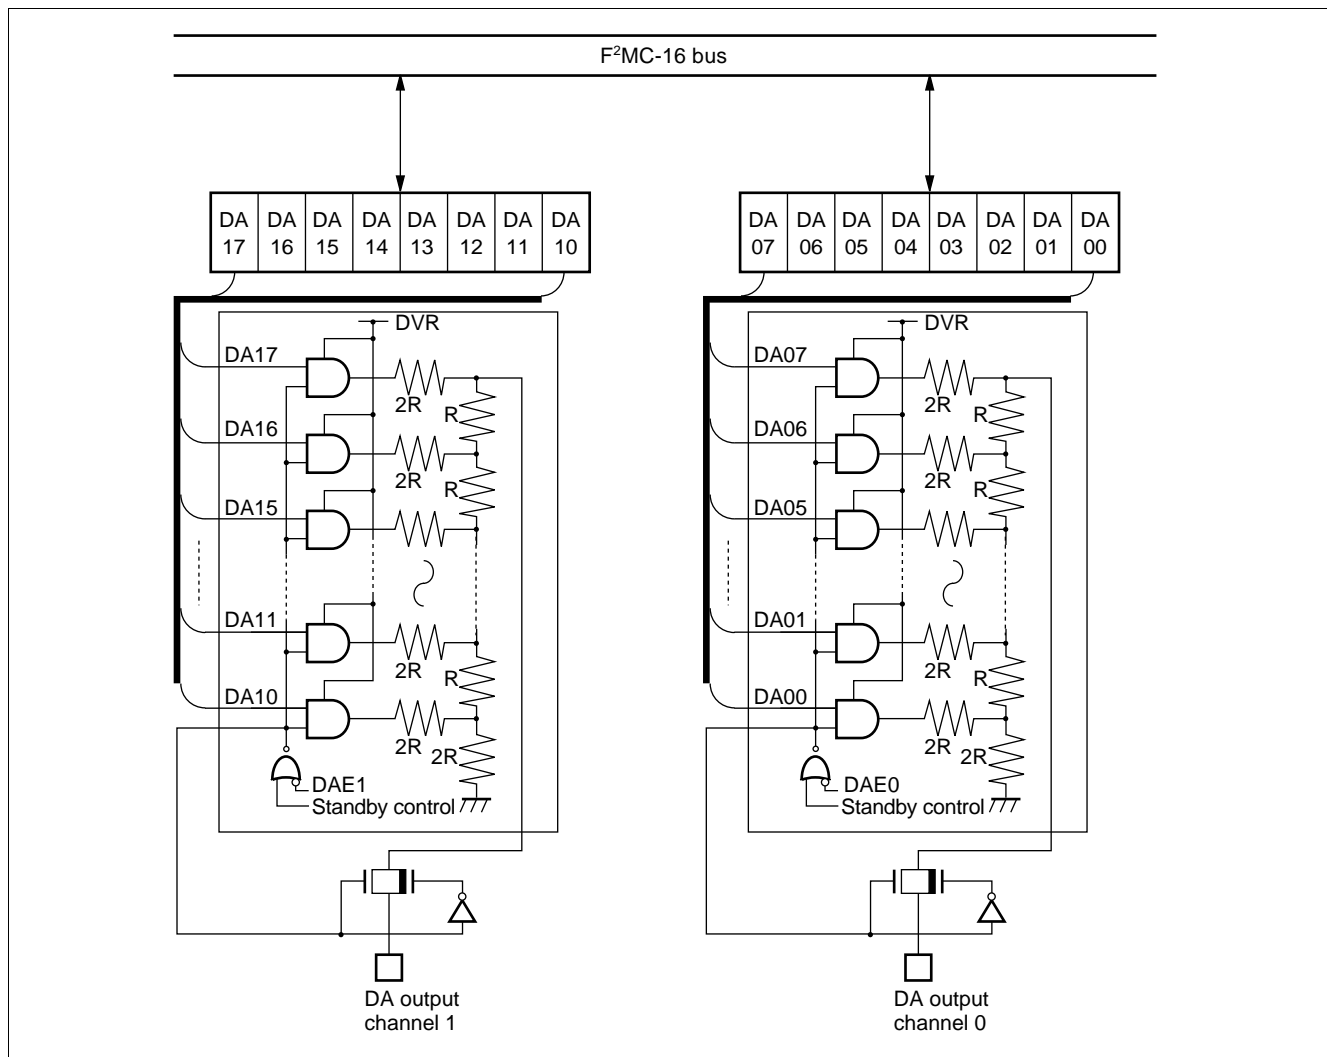 F²MC-16 bus
DA 17 DA 16 DA 15 DA 14 DA 13 DA 12 DA 11 DA 10
DA 07 DA 06 DA 05 DA 04 DA 03 DA 02 DA 01 DA 00
DVR
DA17
2R
R
DA16
2R
R
DA15
DA11
2R
R
DA10
2R
2R
DAE1
Standby control
DA output
channel 1
DVR
DA07
2R
R
DA06
2R
R
DA05
DA01
2R
R
DA00
2R
2R
DAE0
Standby control
DA output
channel 0